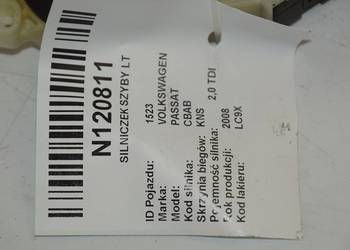 N120811
SILNICZEK SZYBY LT
ID Pojazdu: 1523
Marka: VOLKSWAGEN
Model: PASSAT
Kod silnika: CBAB
Skrzynia biegów: KNS
Pojemność silnika: 2,0 TDI
Rok produkcji: 2008
Kod lakieru: LC9X